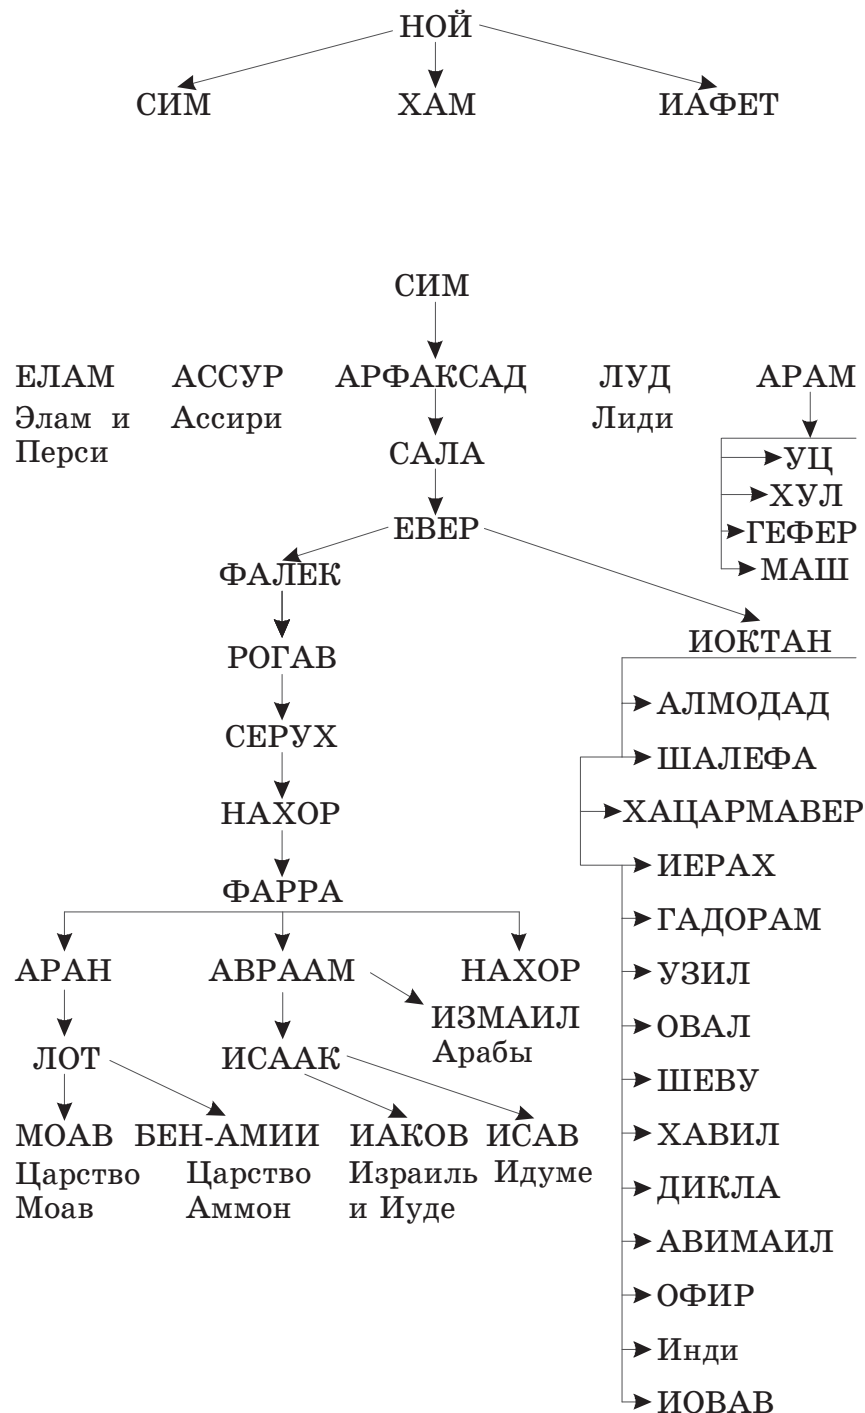 НОЙ
СИМ ХАМ ИАФЕТ
СИМ
ЕЛАМ АССУР АРФАКСАД ЛУД АРАМ
Элам и Ассири Лиди
Перси
САЛА
УЦ
ХУЛ
ГЕФЕР
МАШ
ЕВЕР
ФАЛЕК
ИОКТАН
РОГАВ
СЕРУХ
НАХОР
ФАРРА
АРАН АВРААМ НАХОР
ИЗМАИЛ
Арабы
ЛОТ ИСААК
МОАВ БЕН-АМИИ ИАКОВ ИСАВ
Царство Царство Израиль Идуме
Моав Аммон и Иуде
АЛМОДАД
ШАЛЕФА
ХАЦАРМАВЕР
ИЕРАХ
ГАДОРАМ
УЗИЛ
ОВАЛ
ШЕВУ
ХАВИЛ
ДИКЛА
АВИМАИЛ
ОФИР
Инди
ИОВАВ